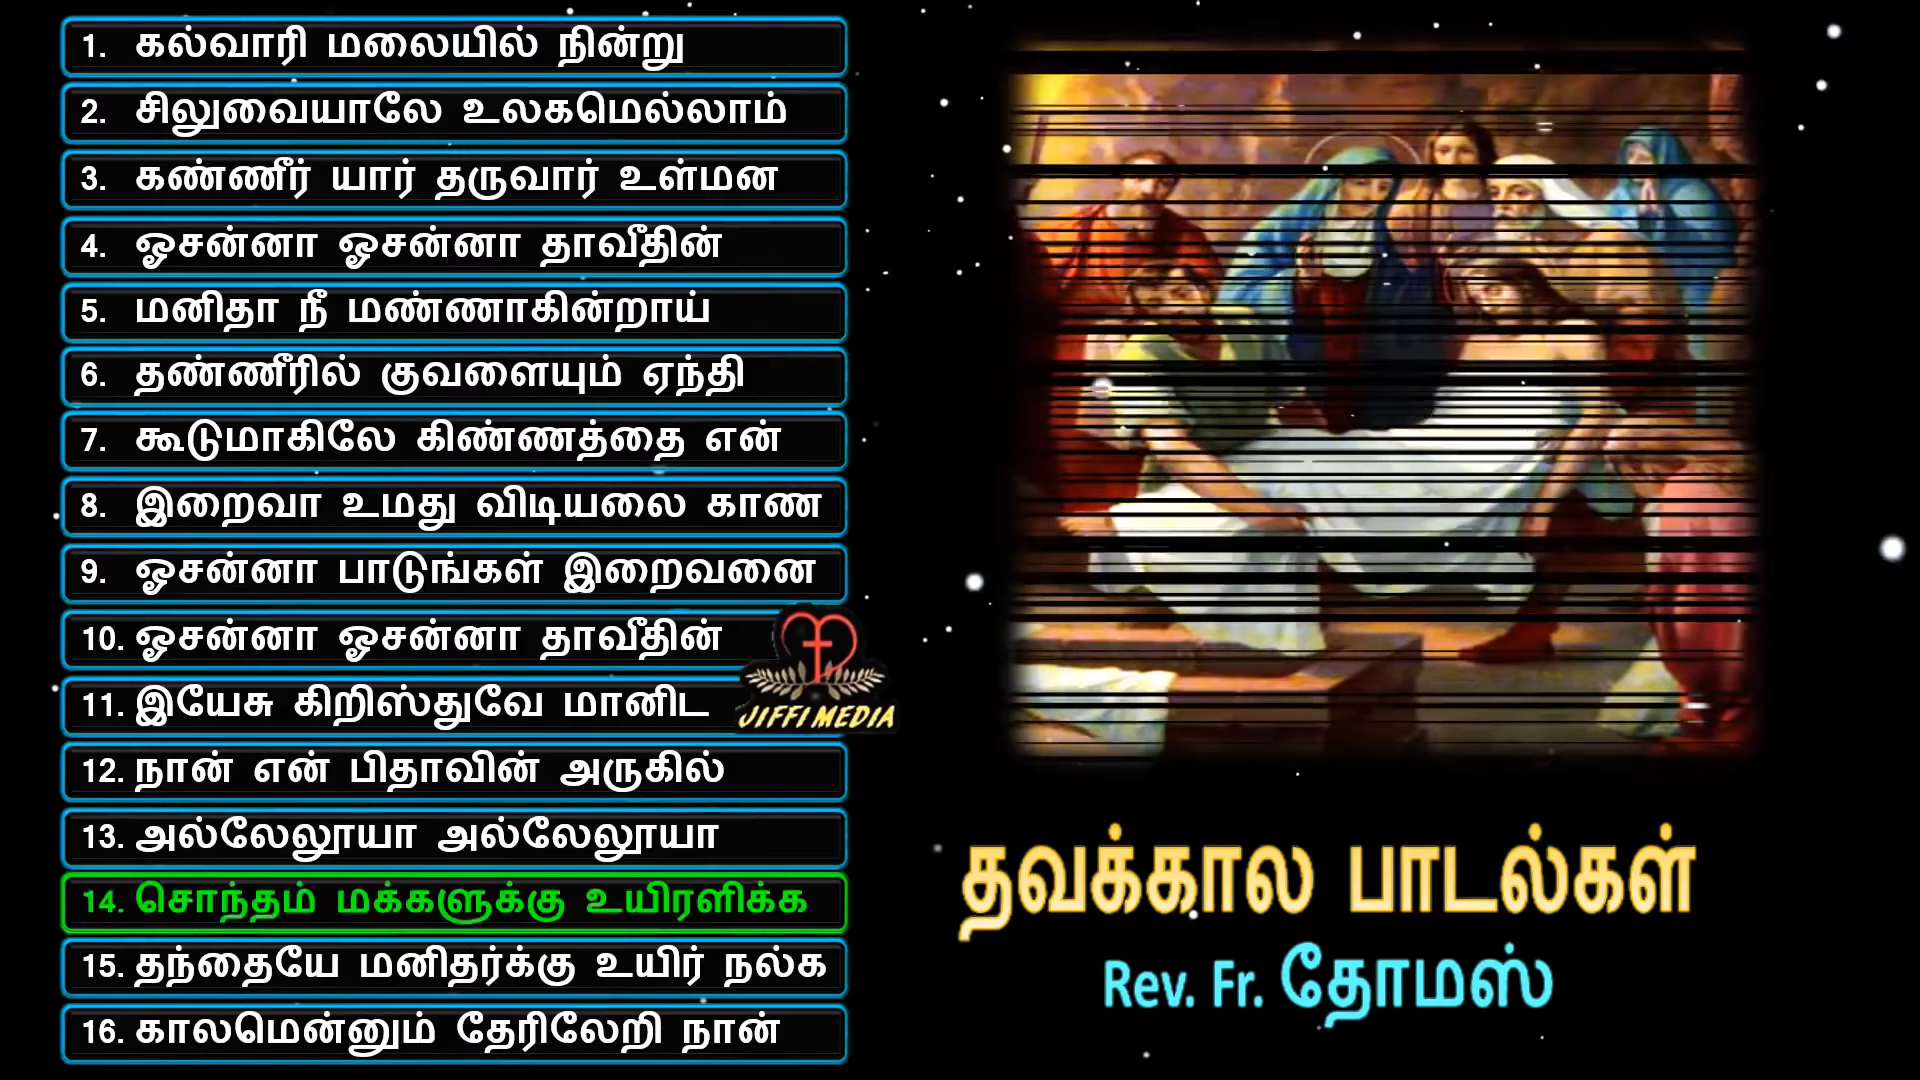 1. கல்வாரி மலையில் நின்று
2. சிலுவையாலே உலகமெல்லாம்
3. கண்ணீர் யார் தருவார் உள்மன
4. ஓசன்னா ஓசன்னா தாவீதின்
5. மனிதா நீ மண்ணாகின்றாய்
6. தண்ணீரில் குவளையும் ஏந்தி
7. கூடுமாகிலே கிண்ணத்தை என்
8. இறைவா உமது விடியலை காண
9. ஓசன்னா பாடுங்கள் இறைவனை
10. ஓசன்னா ஓசன்னா தாவீதின்
11. இயேசு கிறிஸ்துவே மானிட
12. நான் என் பிதாவின் அருகில்
13. அல்லேலூயா அல்லேலூயா
14. சொந்தம் மக்களுக்கு உயிரளிக்க
15. தந்தையே மனிதர்க்கு உயிர் நல்க
16. காலமென்னும் தேரிலேறி நான்
JIFFI MEDIA
தவக்கால பாடல்கள்
Rev. Fr. தோமஸ்